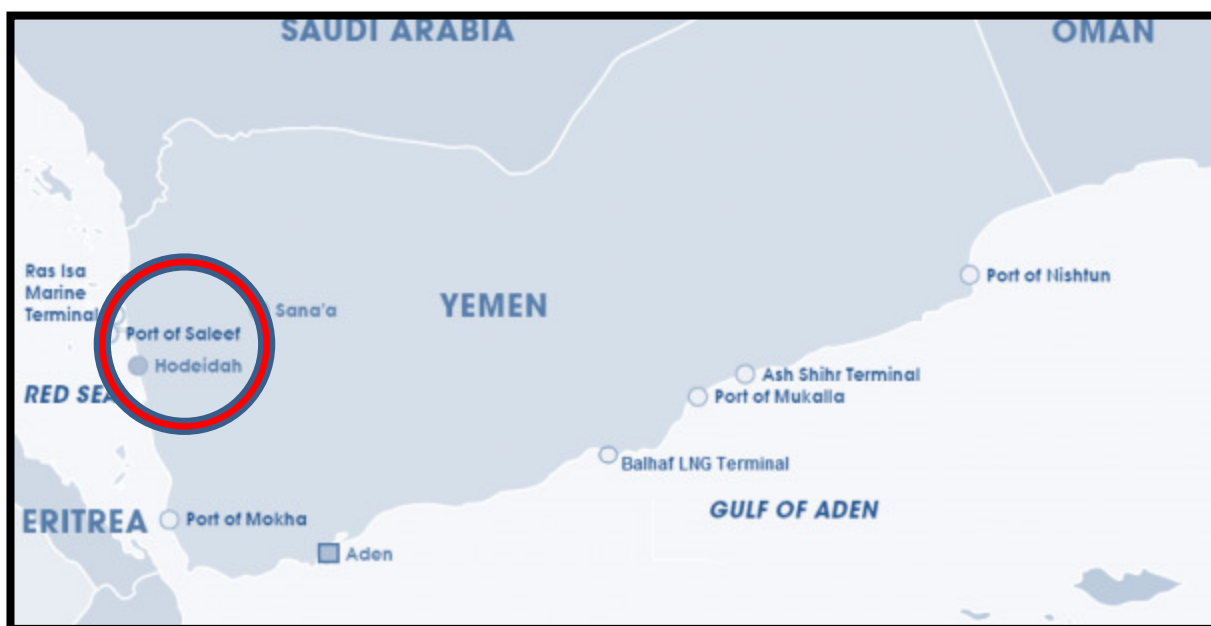 SAUDI ARABIA
OMAN
Ras Isa
Marine
Terminal
Sana'a
YEMEN
Port of Nishtun
Port of Saleef
Hodeidah
RED SEA
Ash Shihr Terminal
Port of Mukalla
Balhaf LNG Terminal
GULF OF ADEN
ERITREA
Port of Mokha
Aden